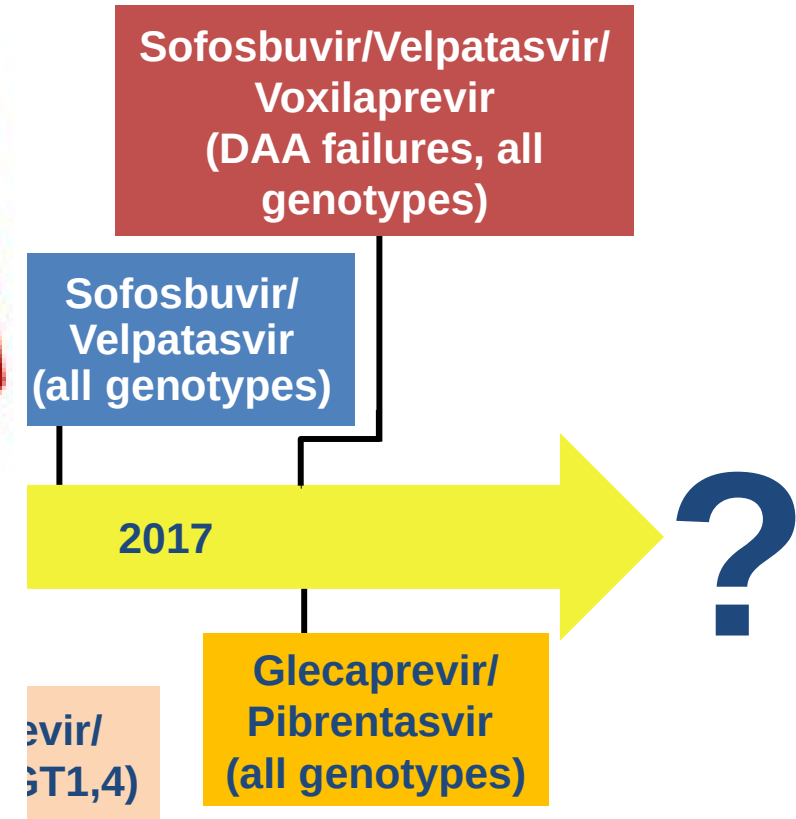 Sofosbuvir/Velpatasvir/
Voxilaprevir
(DAA failures, all
genotypes)
Sofosbuvir/
Velpatasvir
(all genotypes)
2017
?
Glecaprevir/
Pibrentasvir
(all genotypes)
evir/
GT1,4)